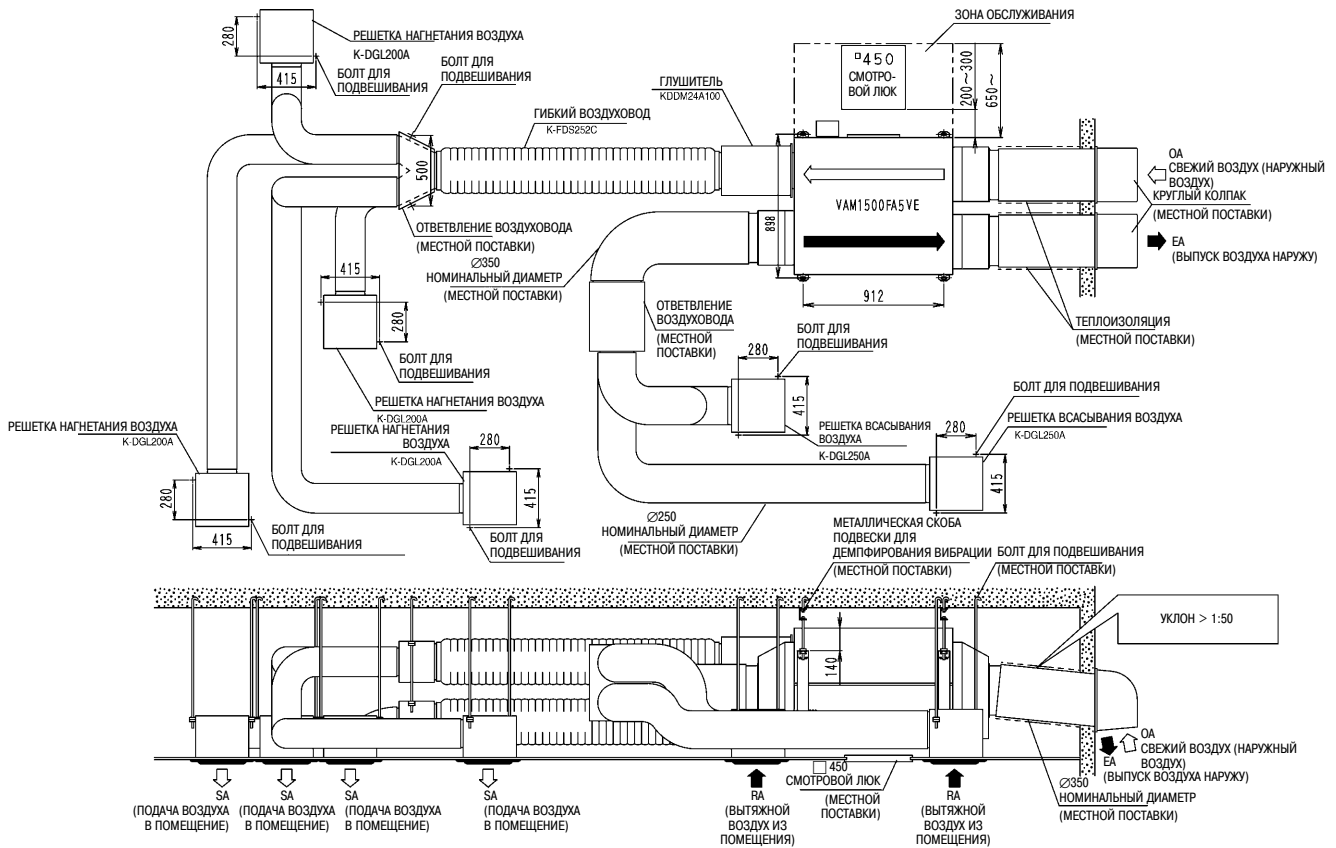 280
РЕШЕТКА НАГНЕТАНИЯ ВОЗДУХА
K-DGL200A
415
БОЛТ ДЛЯ
ПОДВЕШИВАНИЯ
БОЛТ ДЛЯ
ПОДВЕШИВАНИЯ
500
ГИБКИЙ ВОЗДУХОВОД
K-FDS252C
ГЛУШИТЕЛЬ
KDDM24A100
ЗОНА ОБСЛУЖИВАНИЯ
□450
СМОТРО-
ВОЙ ЛЮК
200~300
650~
OA
СВЕЖИЙ ВОЗДУХ (НАРУЖНЫЙ
ВОЗДУХ)
КРУГЛЫЙ КОЛПАК
(МЕСТНОЙ ПОСТАВКИ)
EA
(ВЫПУСК ВОЗДУХА НАРУЖУ)
VAM1500FA5VE
898
912
ОТВЕТВЛЕНИЕ ВОЗДУХОВОДА
(МЕСТНОЙ ПОСТАВКИ)
Ø350
НОМИНАЛЬНЫЙ ДИАМЕТР
(МЕСТНОЙ ПОСТАВКИ)
ТЕПЛОИЗОЛЯЦИЯ
(МЕСТНОЙ ПОСТАВКИ)
415
280
БОЛТ ДЛЯ
ПОДВЕШИВАНИЯ
РЕШЕТКА НАГНЕТАНИЯ ВОЗДУХА
K-DGL200A
ОТВЕТВЛЕНИЕ
ВОЗДУХОВОДА
(МЕСТНОЙ
ПОСТАВКИ)
БОЛТ ДЛЯ
ПОДВЕШИВАНИЯ
280
415
РЕШЕТКА ВСАСЫВАНИЯ
ВОЗДУХА
K-DGL250A
БОЛТ ДЛЯ ПОДВЕШИВАНИЯ
РЕШЕТКА ВСАСЫВАНИЯ ВОЗДУХА
K-DGL250A
280
415
РЕШЕТКА НАГНЕТАНИЯ ВОЗДУХА
K-DGL200A
280
415
БОЛТ ДЛЯ
ПОДВЕШИВАНИЯ
РЕШЕТКА НАГНЕТАНИЯ
ВОЗДУХА
K-DGL200A
280
415
БОЛТ ДЛЯ
ПОДВЕШИВАНИЯ
Ø250
НОМИНАЛЬНЫЙ ДИАМЕТР
(МЕСТНОЙ ПОСТАВКИ)
МЕТАЛЛИЧЕСКАЯ СКОБА
ПОДВЕСКИ ДЛЯ
ДЕМПФИРОВАНИЯ ВИБРАЦИИ
(МЕСТНОЙ ПОСТАВКИ)
БОЛТ ДЛЯ ПОДВЕШИВАНИЯ
(МЕСТНОЙ ПОСТАВКИ)
УКЛОН > 1:50
140
SA
(ПОДАЧА ВОЗДУХА
В ПОМЕЩЕНИЕ)
SA
(ПОДАЧА ВОЗДУХА
В ПОМЕЩЕНИЕ)
SA
(ПОДАЧА ВОЗДУХА
В ПОМЕЩЕНИЕ)
SA
(ПОДАЧА ВОЗДУХА
В ПОМЕЩЕНИЕ)
RA
(ВЫТЯЖНОЙ
ВОЗДУХ ИЗ
ПОМЕЩЕНИЯ)
□450
СМОТРОВОЙ ЛЮК
(МЕСТНОЙ
ПОСТАВКИ)
RA
(ВЫТЯЖНОЙ
ВОЗДУХ ИЗ
ПОМЕЩЕНИЯ)
OA
СВЕЖИЙ ВОЗДУХ (НАРУЖНЫЙ
ВОЗДУХ)
EA
(ВЫПУСК ВОЗДУХА НАРУЖУ)
Ø350
НОМИНАЛЬНЫЙ ДИАМЕТР
(МЕСТНОЙ ПОСТАВКИ)